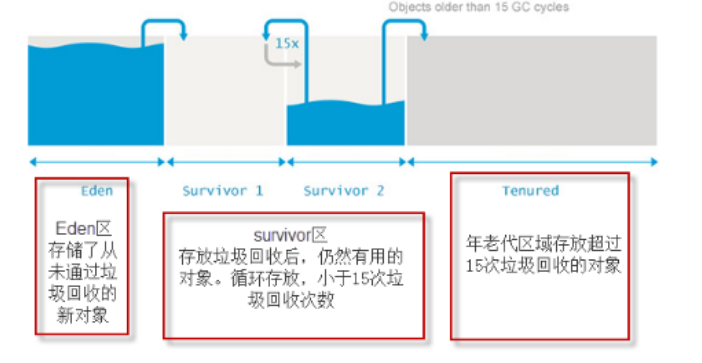 Objects older than 15 GC cycles
15x
Eden
Survivor 1
Survivor 2
Tenured
Eden区
存储了从
未通过垃
圾回收的
新对象
survivor区
存放垃圾回收后，仍然有用的
对象。循环存放，小于15次垃
圾回收次数
年老代区域存放超过
15次垃圾回收的对象